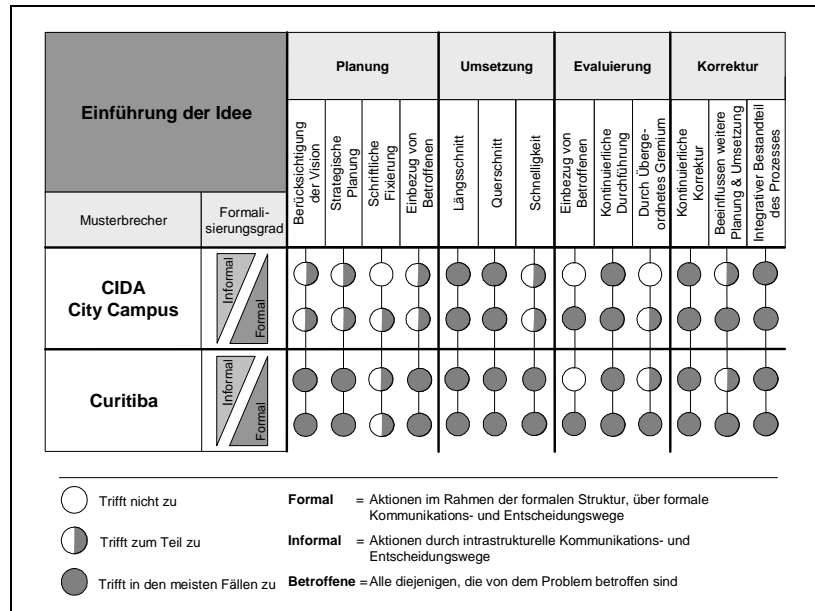 Einführung der Idee
Planung
Umsetzung
Evaluierung
Korrektur
Berücksichtigung
der Vision
Strategische
Planung
Schriftliche
Fixierung
Einbezug von
Betroffenen
Längsschnitt
Querschnitt
Schnelligkeit
Einbezug von
Betroffenen
Kontinuierliche
Durchführung
Durch Überge-
ordnetes Gremium
Kontinuierliche
Korrektur
Beeinflussen weitere
Planung & Umsetzung
Integrativer Bestandteil
des Prozesses
Musterbrecher
Formali-
sierungsgrad
CIDA
City Campus
Informal
Formal
Curitiba
Informal
Formal
Trifft nicht zu
Trifft zum Teil zu
Trifft in den meisten Fällen zu
Formal = Aktionen im Rahmen der formalen Struktur, über formale
Kommunikations- und Entscheidungswege
Informal = Aktionen durch intrastrukturelle Kommunikations- und
Entscheidungswege
Betroffene = Alle diejenigen, die von dem Problem betroffen sind